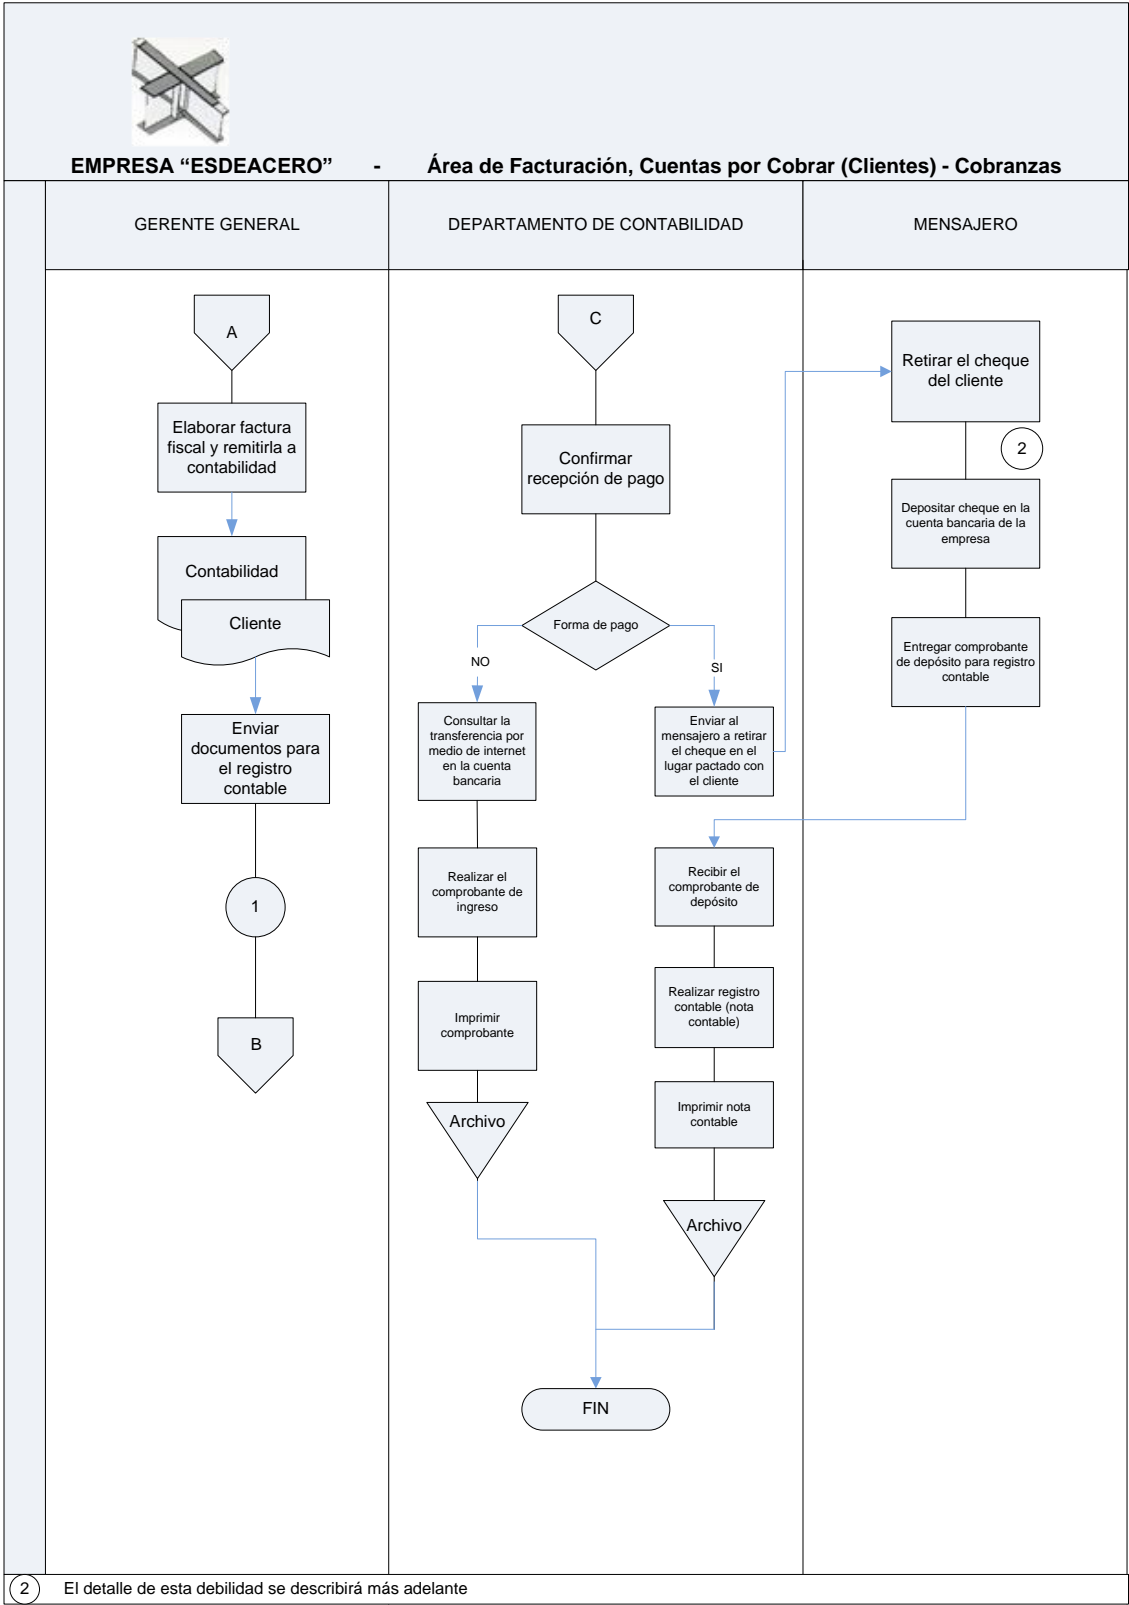 EMPRESA “ESDEACERO” - Área de Facturación, Cuentas por Cobrar (Clientes) - Cobranzas
GERENTE GENERAL
DEPARTAMENTO DE CONTABILIDAD
MENSAJERO
A
Elaborar factura
fiscal y remitirla a
contabilidad
Contabilidad
Cliente
Enviar
documentos para
el registro
contable
1
B
C
Confirmar
recepción de pago
Forma de pago
NO
SI
Consultar la
transferencia por
medio de internet
en la cuenta
bancaria
Realizar el
comprobante de
ingreso
Imprimir
comprobante
Archivo
Enviar al
mensajero a retirar
el cheque en el
lugar pactado con
el cliente
Recibir el
comprobante de
depósito
Realizar registro
contable (nota
contable)
Imprimir nota
contable
Archivo
FIN
Retirar el cheque
del cliente
2
Depositar cheque en la
cuenta bancaria de la
empresa
Entregar comprobante
de depósito para registro
contable
2 El detalle de esta debilidad se describirá más adelante